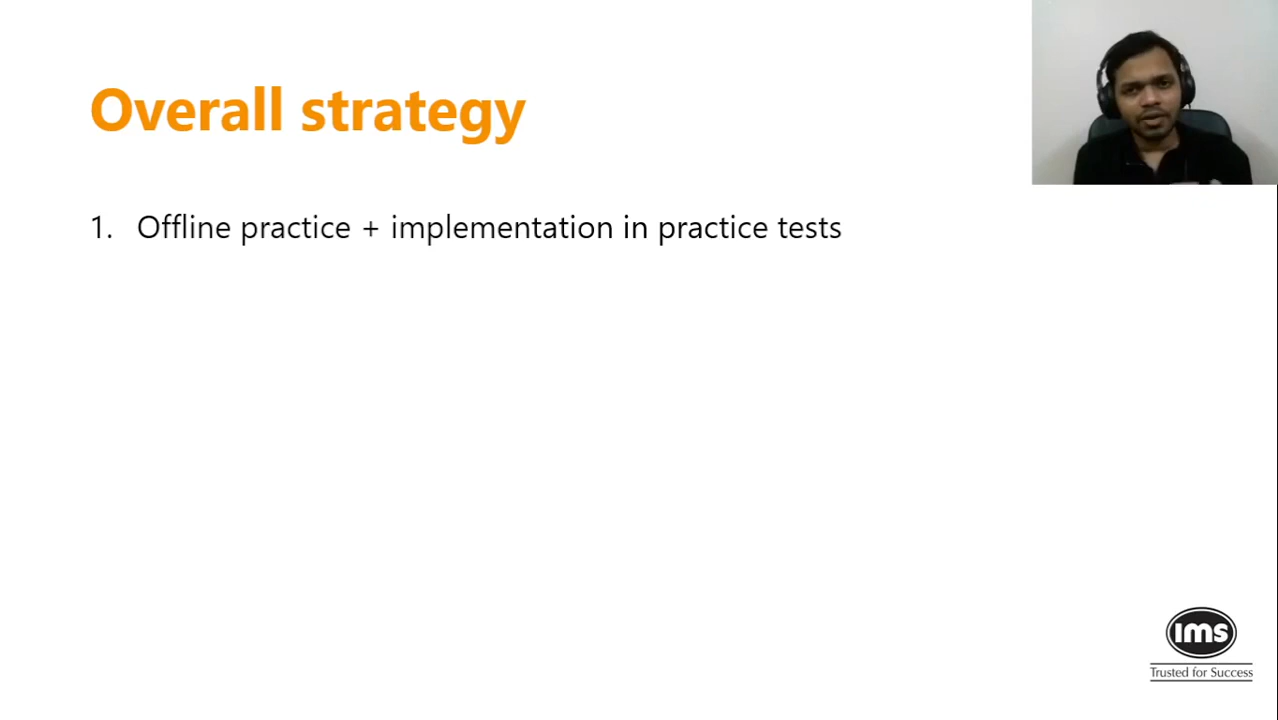 Overall strategy
1. Offline practice + implementation in practice tests
ims
Trusted for Success